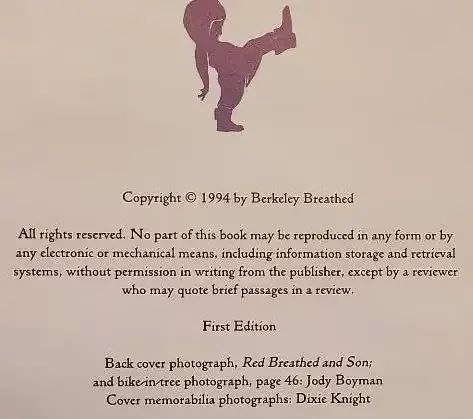 Copyright © 1994 by Berkeley Breathed
All rights reserved. No part of this book may be reproduced in any form or by
any electronic or mechanical means, including information storage and retrieval
systems, without permission in writing from the publisher, except by a reviewer
who may quote brief passages in a review.
First Edition
Back cover photograph, Red Breathed and Son;
and bike-in-tree photograph, page 46: Jody Boyman
Cover memorabilia photographs: Dixie Knight